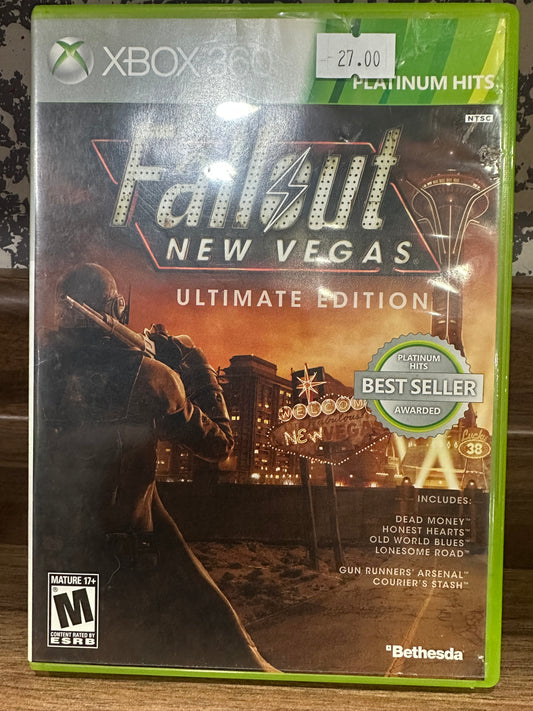 XBOX 360
27.00
PLATINUM HITS
NTSC
Fallout
NEW VEGAS
ULTIMATE EDITION
PLATINUM
HITS
BEST SELLER
AWARDED
WELCOME
NEW VEGAS
Lucky
38
INCLUDES:
DEAD MONEY™
HONEST HEARTS™
OLD WORLD BLUES™
LONESOME ROAD™
GUN RUNNERS' ARSENAL™
COURIER'S STASH™
MATURE 17+
M
CONTENT RATED BY
ESRB
Bethesda